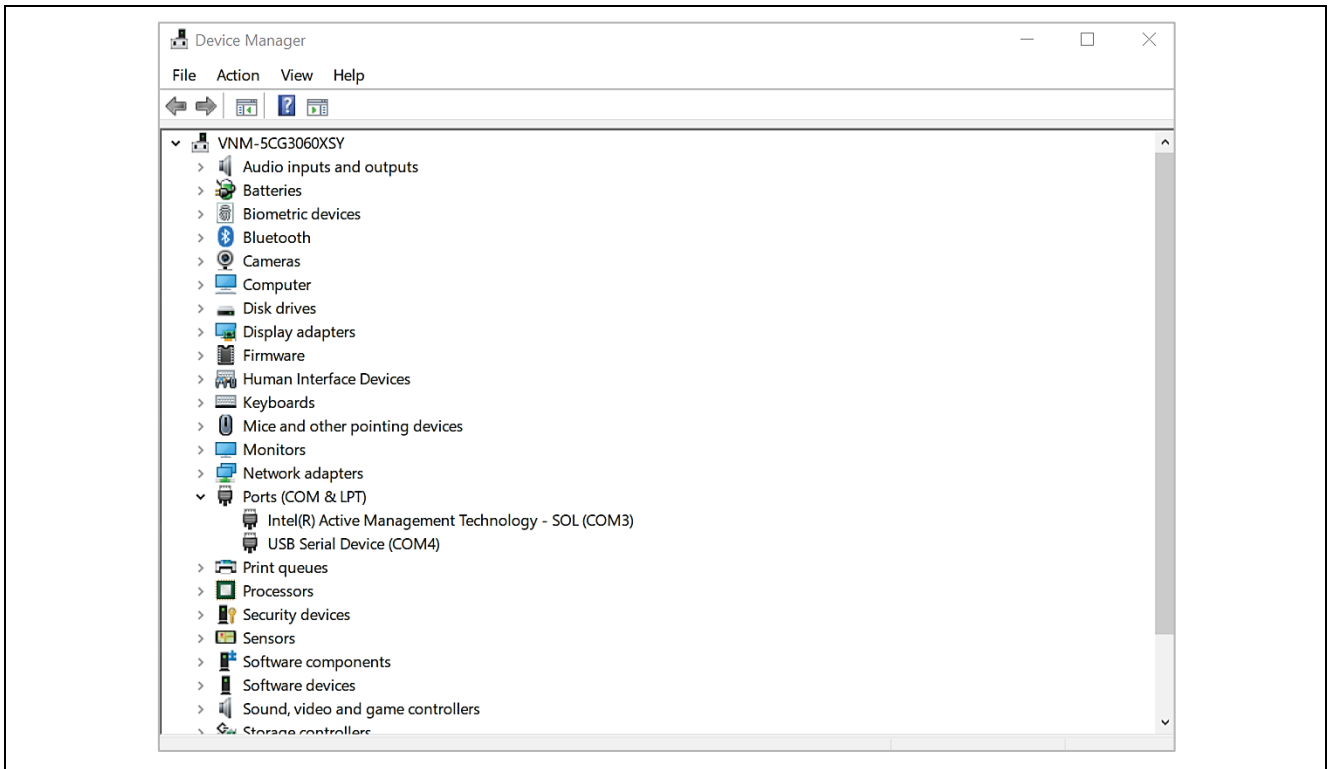 Device Manager
File Action View Help
VNM-5CG3060XSY
Audio inputs and outputs
Batteries
Biometric devices
Bluetooth
Cameras
Computer
Disk drives
Display adapters
Firmware
Human Interface Devices
Keyboards
Mice and other pointing devices
Monitors
Network adapters
Ports (COM & LPT)
Intel(R) Active Management Technology - SOL (COM3)
USB Serial Device (COM4)
Print queues
Processors
Security devices
Sensors
Software components
Software devices
Sound, video and game controllers
Storage controllers